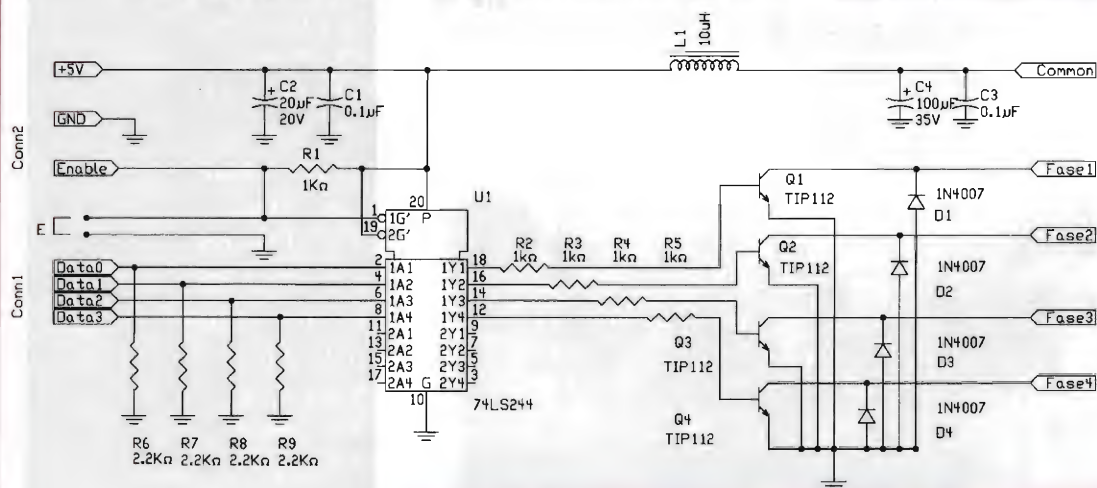 L1
10uH
+5V
+ C2
20µF
20V
C1
0.1µF
+ C4
100µF
35V
C3
0.1µF
Common
GND
Conn2
Enable
R1
1KΩ
E
20
P
U1
1
19
1G'
2G'
Conn1
Data0
Data1
Data2
Data3
2 1A1 1Y1 18
4 1A2 1Y2 16
6 1A3 1Y3 14
8 1A4 1Y4 12
11 2A1 2Y1 9
13 2A2 2Y2 7
15 2A3 2Y3 5
17 2A4 G 2Y4 3
10
74LS244
R2
1kΩ
R3
1kΩ
R4
1kΩ
R5
1kΩ
Q1
TIP112
Q2
TIP112
Q3
TIP112
Q4
TIP112
Fase1
1N4007
D1
Fase2
1N4007
D2
Fase3
1N4007
D3
Fase4
1N4007
D4
R6 R7 R8 R9
2.2KΩ 2.2KΩ 2.2KΩ 2.2KΩ